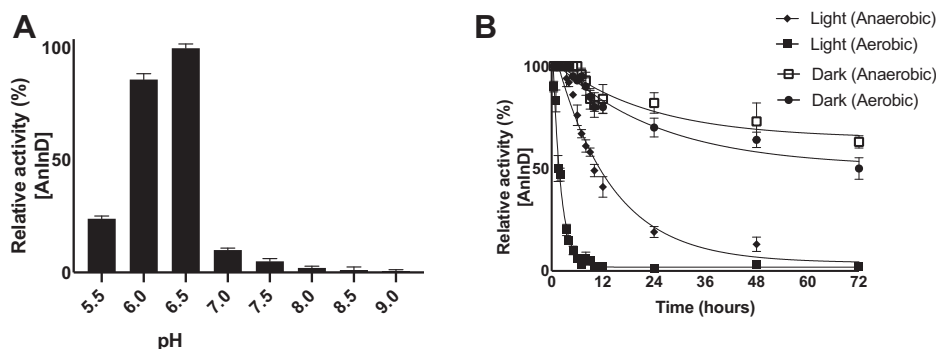 A
Relative activity (%)
[AnInD]
100
50
0
5.5
6.0
6.5
7.0
7.5
8.0
8.5
9.0
pH
B
Light (Anaerobic)
Light (Aerobic)
Dark (Anaerobic)
Dark (Aerobic)
Relative activity (%)
[AnInD]
100
50
0
0 12 24 36 48 60 72
Time (hours)